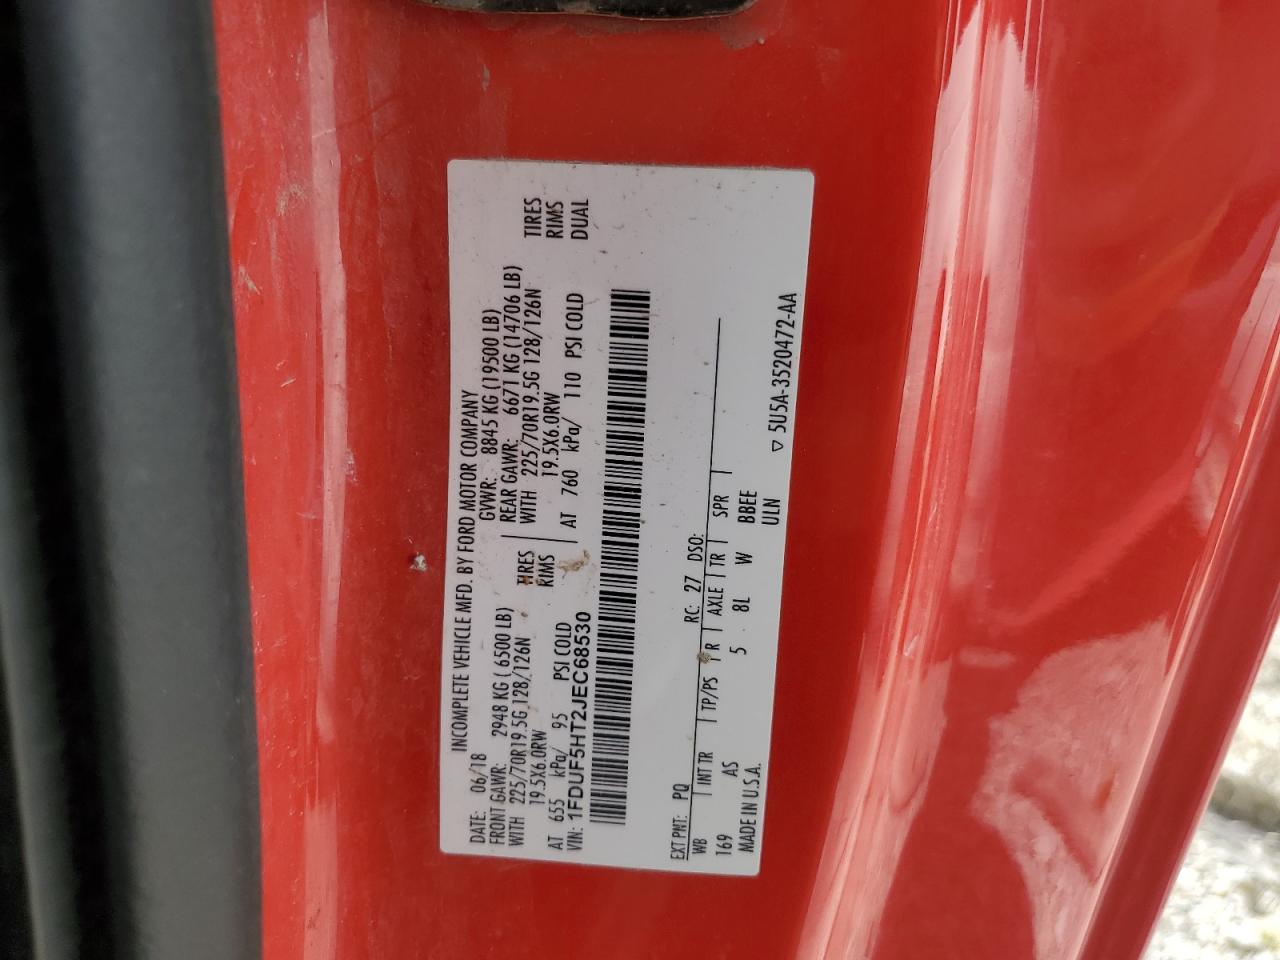 INCOMPLETE VEHICLE MFD. BY FORD MOTOR COMPANY
DATE: 06/18 GVWR: 8845 KG (19500 LB)
FRONT GAWR: 2948 KG ( 6500 LB) REAR GAWR: 6671 KG (14706 LB)
WITH 225/70R19.5G 128/126N TIRES WITH 225/70R19.5G 128/126N TIRES
19.5X6.0RW RIMS 19.5X6.0RW RIMS
AT 655 kPa/ 95 PSI COLD AT 760 kPa/ 110 PSI COLD DUAL
VIN: 1FDUF5HT2JEC68530
EXT PNT: PQ RC: 27 DSO:
WB INT TR TP/PS R AXLE TR SPR
169 AS 5 8L W BBEE
MADE IN U.S.A. ULN
▽ 5U5A-3520472-AA